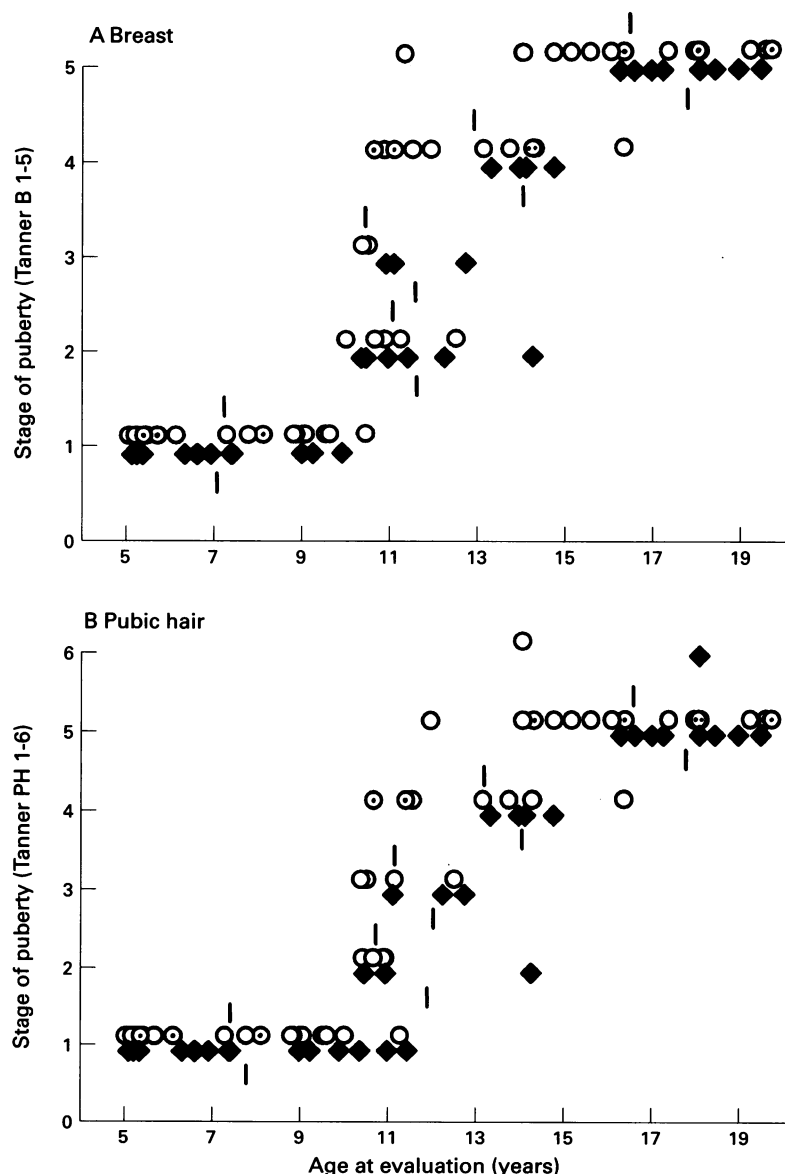 A Breast
Stage of puberty (Tanner B 1-5)
5
4
3
2
1
0
5 7 9 11 13 15 17 19
B Pubic hair
Stage of puberty (Tanner PH 1-6)
6
5
4
3
2
1
0
5 7 9 11 13 15 17 19
Age at evaluation (years)